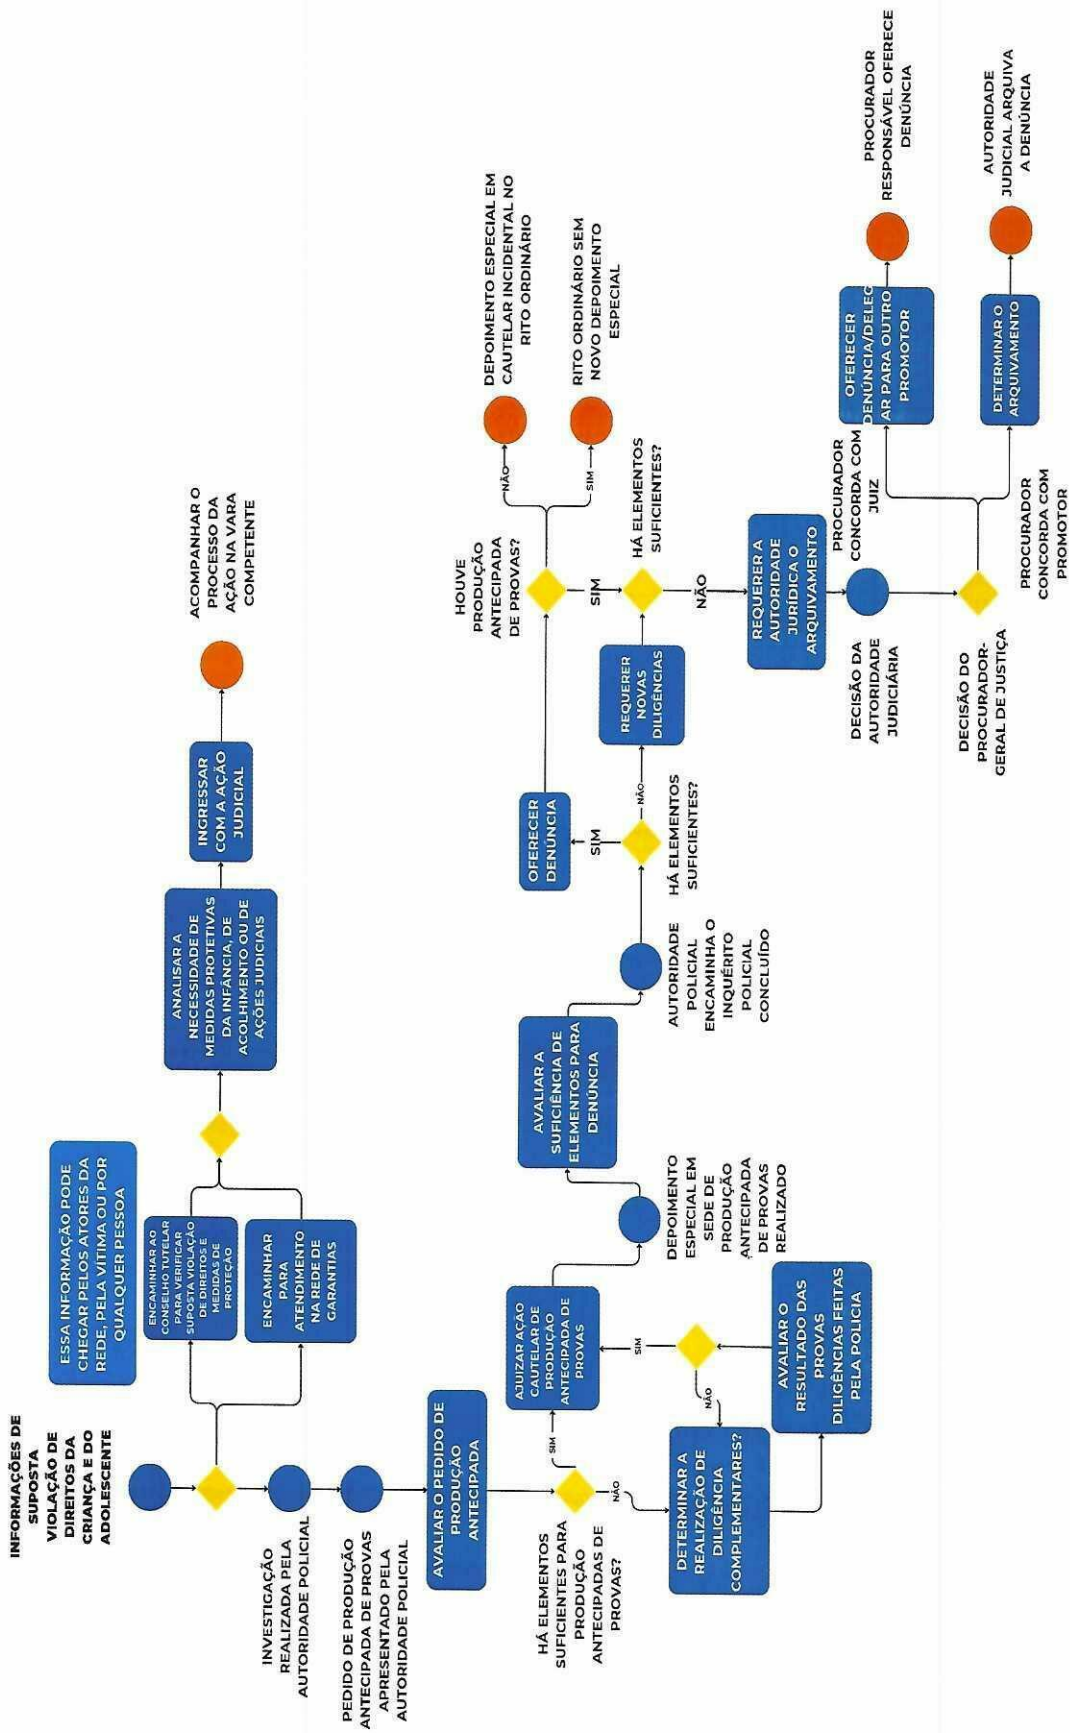 INFORMAÇÕES DE
SUPOSTA
VIOLAÇÃO DE
DIREITOS DA
CRIANÇA E DO
ADOLESCENTE
ESSA INFORMAÇÃO PODE
CHEGAR PELOS ATORES DA
REDE, PELA VÍTIMA OU POR
QUALQUER PESSOA
ENCAMINHAR AO
CONSELHO TUTELAR
PARA VERIFICAR
SUPOSTA VIOLAÇÃO
DE DIREITOS E
MEDIDAS DE
PROTEÇÃO
ENCAMINHAR
PARA
ATENDIMENTO
NA REDE DE
GARANTIAS
ANALISAR A
NECESSIDADE DE
MEDIDAS PROTETIVAS
DA INFÂNCIA, DE
ACOLHIMENTO OU DE
AÇÕES JUDICIAIS
INGRESSAR
COM A AÇÃO
JUDICIAL
ACOMPANHAR O
PROCESSO DA
AÇÃO NA VARA
COMPETENTE
INVESTIGAÇÃO
REALIZADA PELA
AUTORIDADE POLICIAL
PEDIDO DE PRODUÇÃO
ANTECIPADA DE PROVAS
APRESENTADO PELA
AUTORIDADE POLICIAL
AVALIAR O PEDIDO DE
PRODUÇÃO
ANTECIPADA
HÁ ELEMENTOS
SUFICIENTES PARA
PRODUÇÃO
ANTECIPADAS DE
PROVAS?
SIM
NÃO
AJUIZAR AÇÃO
CAUTELAR DE
PRODUÇÃO
ANTECIPADA DE
PROVAS
DETERMINAR A
REALIZAÇÃO DE
DILIGÊNCIA
COMPLEMENTARES?
SIM
NÃO
AVALIAR O
RESULTADO DAS
PROVAS
DILIGÊNCIAS FEITAS
PELA POLICIA
DEPOIMENTO
ESPECIAL EM
SEDE DE
PRODUÇÃO
ANTECIPADA
DE PROVAS
REALIZADO
AVALIAR A
SUFICIÊNCIA DE
ELEMENTOS PARA
DENÚNCIA
AUTORIDADE
POLICIAL
ENCAMINHA O
INQUÉRITO
POLICIAL
CONCLUÍDO
HÁ ELEMENTOS
SUFICIENTES?
SIM
NÃO
OFERECER
DENÚNCIA
REQUERER
NOVAS
DILIGÊNCIAS
HOUVE
PRODUÇÃO
ANTECIPADA
DE PROVAS?
NÃO
SIM
DEPOIMENTO ESPECIAL EM
CAUTELAR INCIDENTAL NO
RITO ORDINÁRIO
RITO ORDINÁRIO SEM
NOVO DEPOIMENTO
ESPECIAL
SIM
HÁ ELEMENTOS
SUFICIENTES?
NÃO
REQUERER A
AUTORIDADE
JURÍDICA O
ARQUIVAMENTO
DECISÃO DA
AUTORIDADE
JUDICIÁRIA
DECISÃO DO
PROCURADOR-
GERAL DE JUSTIÇA
PROCURADOR
CONCORDA COM
JUIZ
PROCURADOR
CONCORDA COM
PROMOTOR
OFERECER
DENÚNCIA/DELEG
AR PARA OUTRO
PROMOTOR
DETERMINAR O
ARQUIVAMENTO
PROCURADOR
RESPONSÁVEL OFERECE
DENÚNCIA
AUTORIDADE
JUDICIAL ARQUIVA
A DENÚNCIA